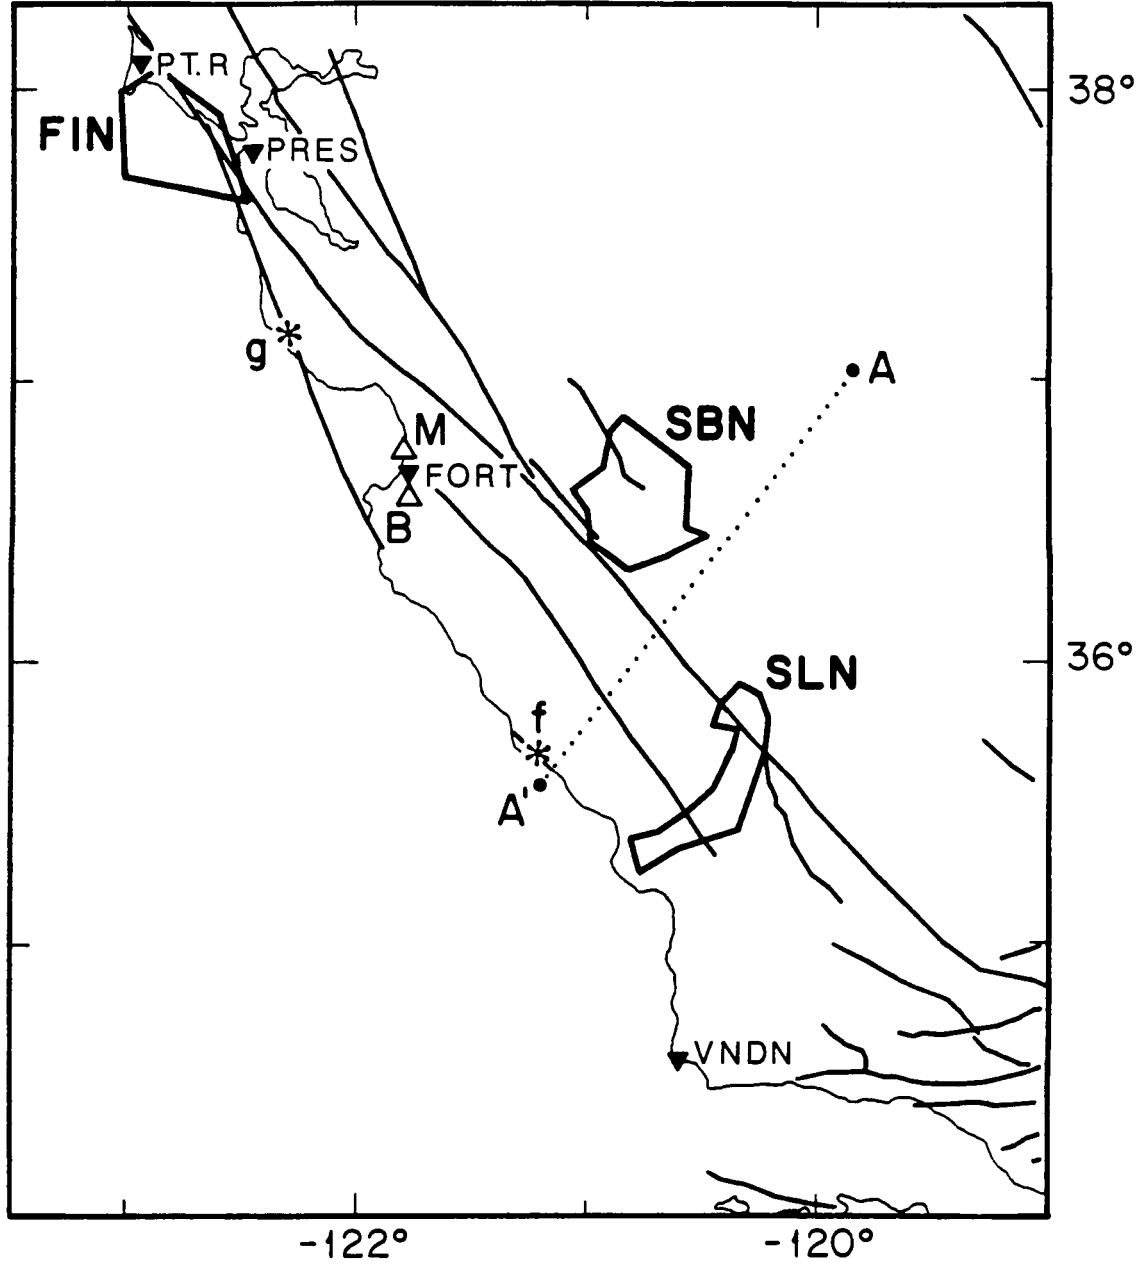 PT.R
38°
FIN
PRES
g
A
M
SBN
FORT
B
36°
SLN
f
A'
VNDN
-122°
-120°